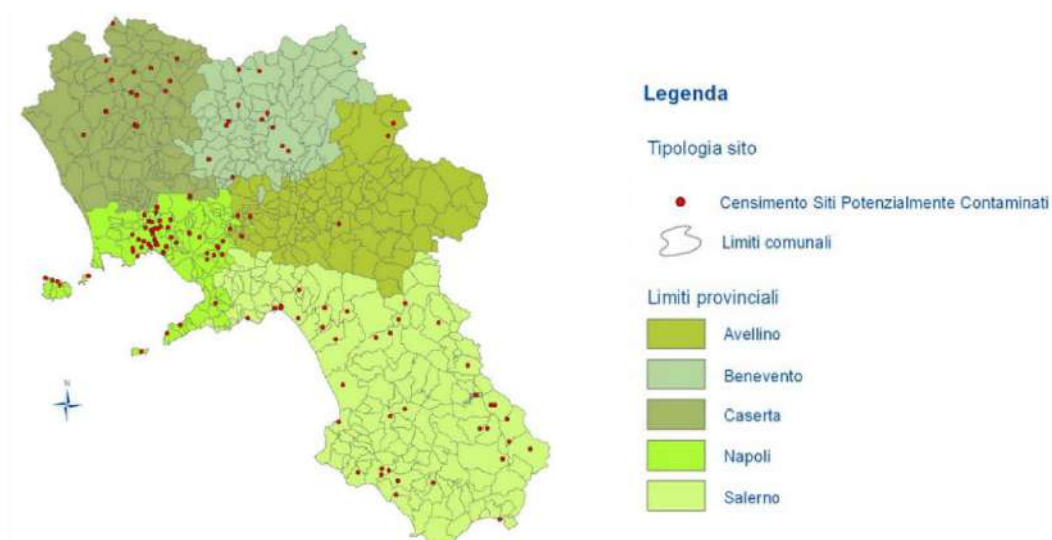 Legenda
Tipologia sito
Censimento Siti Potenzialmente Contaminati
Limiti comunali
Limiti provinciali
Avellino
Benevento
Caserta
Napoli
Salerno
N